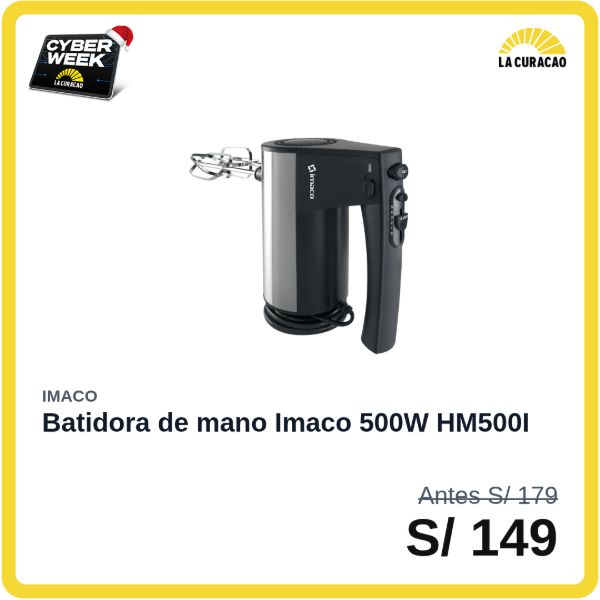 CYBER
WEEK
LA CURACAO
LA CURACAO
imaco
IMACO
Batidora de mano Imaco 500W HM500I
Antes S/ 179
S/ 149